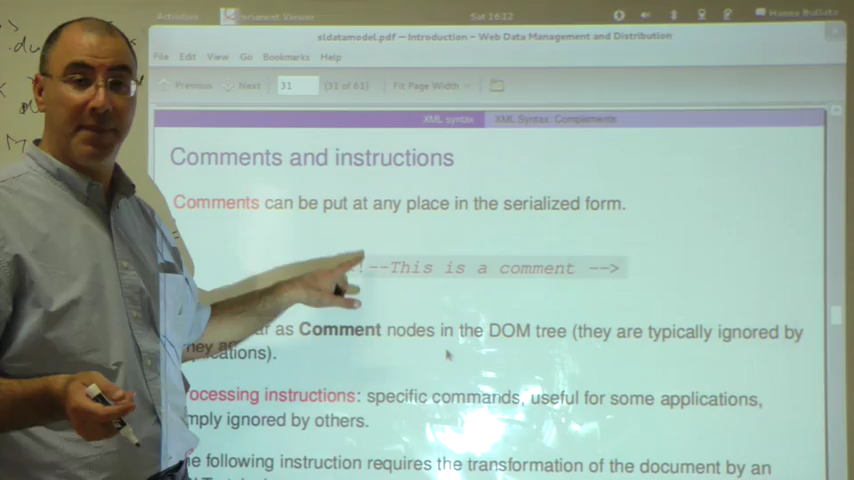 Activities
Document Viewer
Sat 16:12
Hanna Bullata
sldatamodel.pdf — Introduction – Web Data Management and Distribution
File Edit View Go Bookmarks Help
Previous Next 31 (31 of 61) Fit Page Width
XML syntax XML Syntax: Complements
Comments and instructions
Comments can be put at any place in the serialized form.
!--This is a comment -->
as Comment nodes in the DOM tree (they are typically ignored by
ications).
rocessing instructions: specific commands, useful for some applications,
mply ignored by others.
he following instruction requires the transformation of the document by an